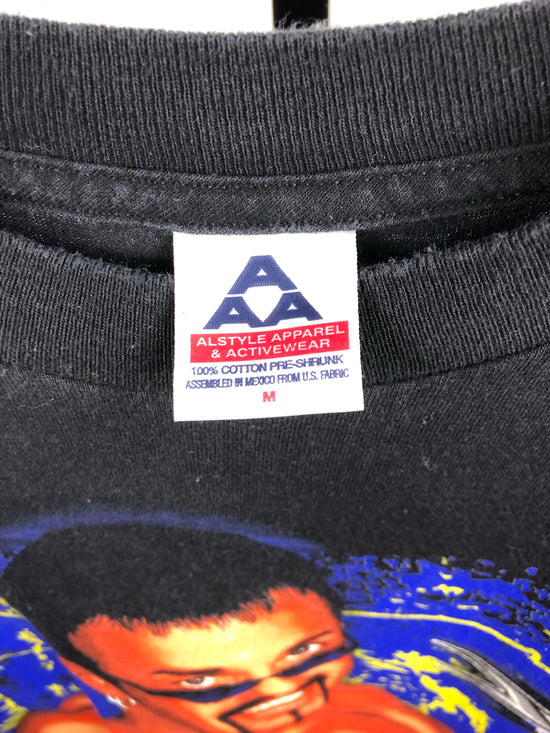 A
AAA
ALSTYLE APPAREL
& ACTIVEWEAR
100% COTTON PRE-SHRUNK
ASSEMBLED IN MEXICO FROM U.S. FABRIC
M